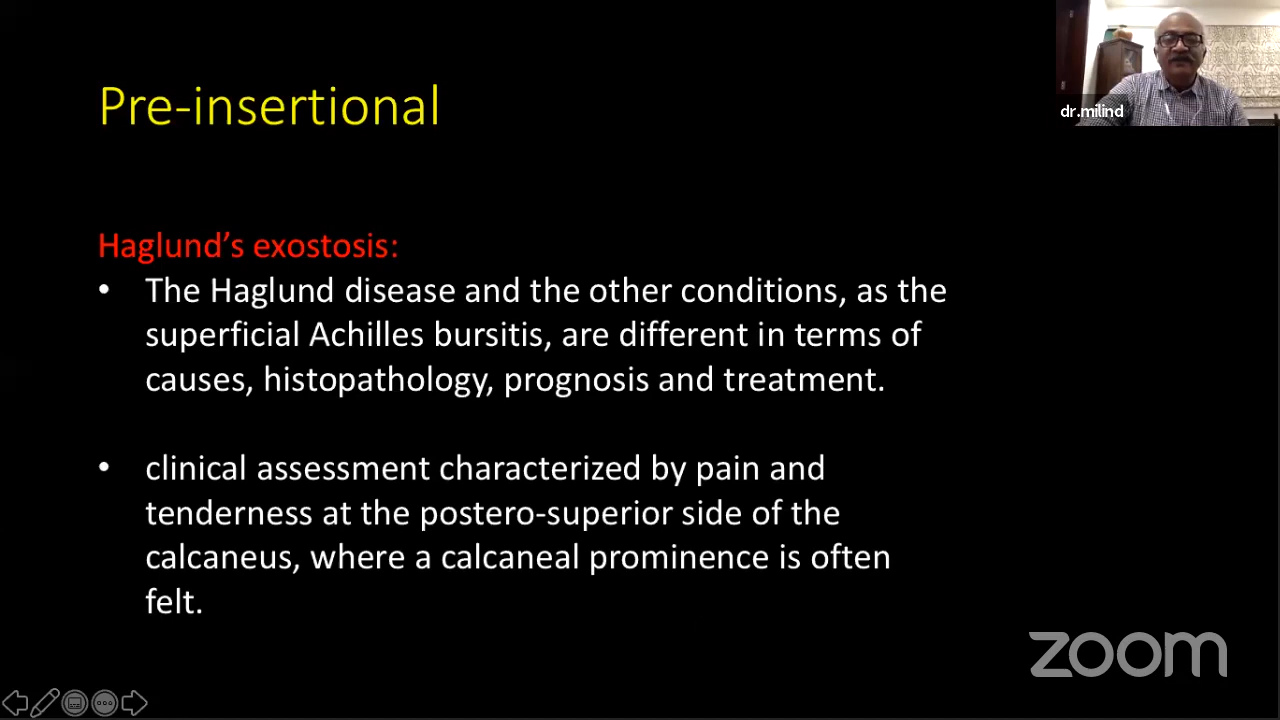 Pre-insertional
dr.milind
Haglund’s exostosis:
• The Haglund disease and the other conditions, as the
superficial Achilles bursitis, are different in terms of
causes, histopathology, prognosis and treatment.
• clinical assessment characterized by pain and
tenderness at the postero-superior side of the
calcaneus, where a calcaneal prominence is often
felt.
zoom